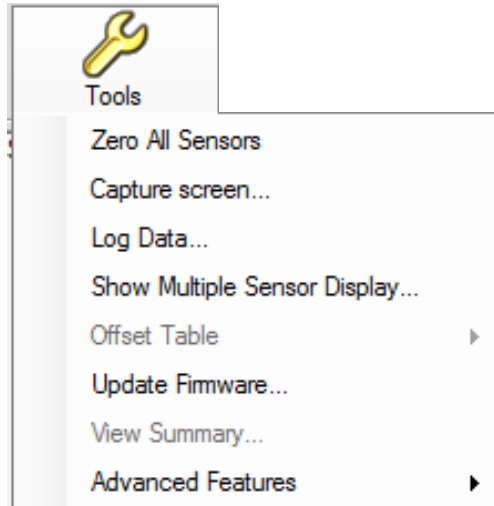 Tools
Zero All Sensors
Capture screen...
Log Data...
Show Multiple Sensor Display...
Offset Table
Update Firmware...
View Summary...
Advanced Features